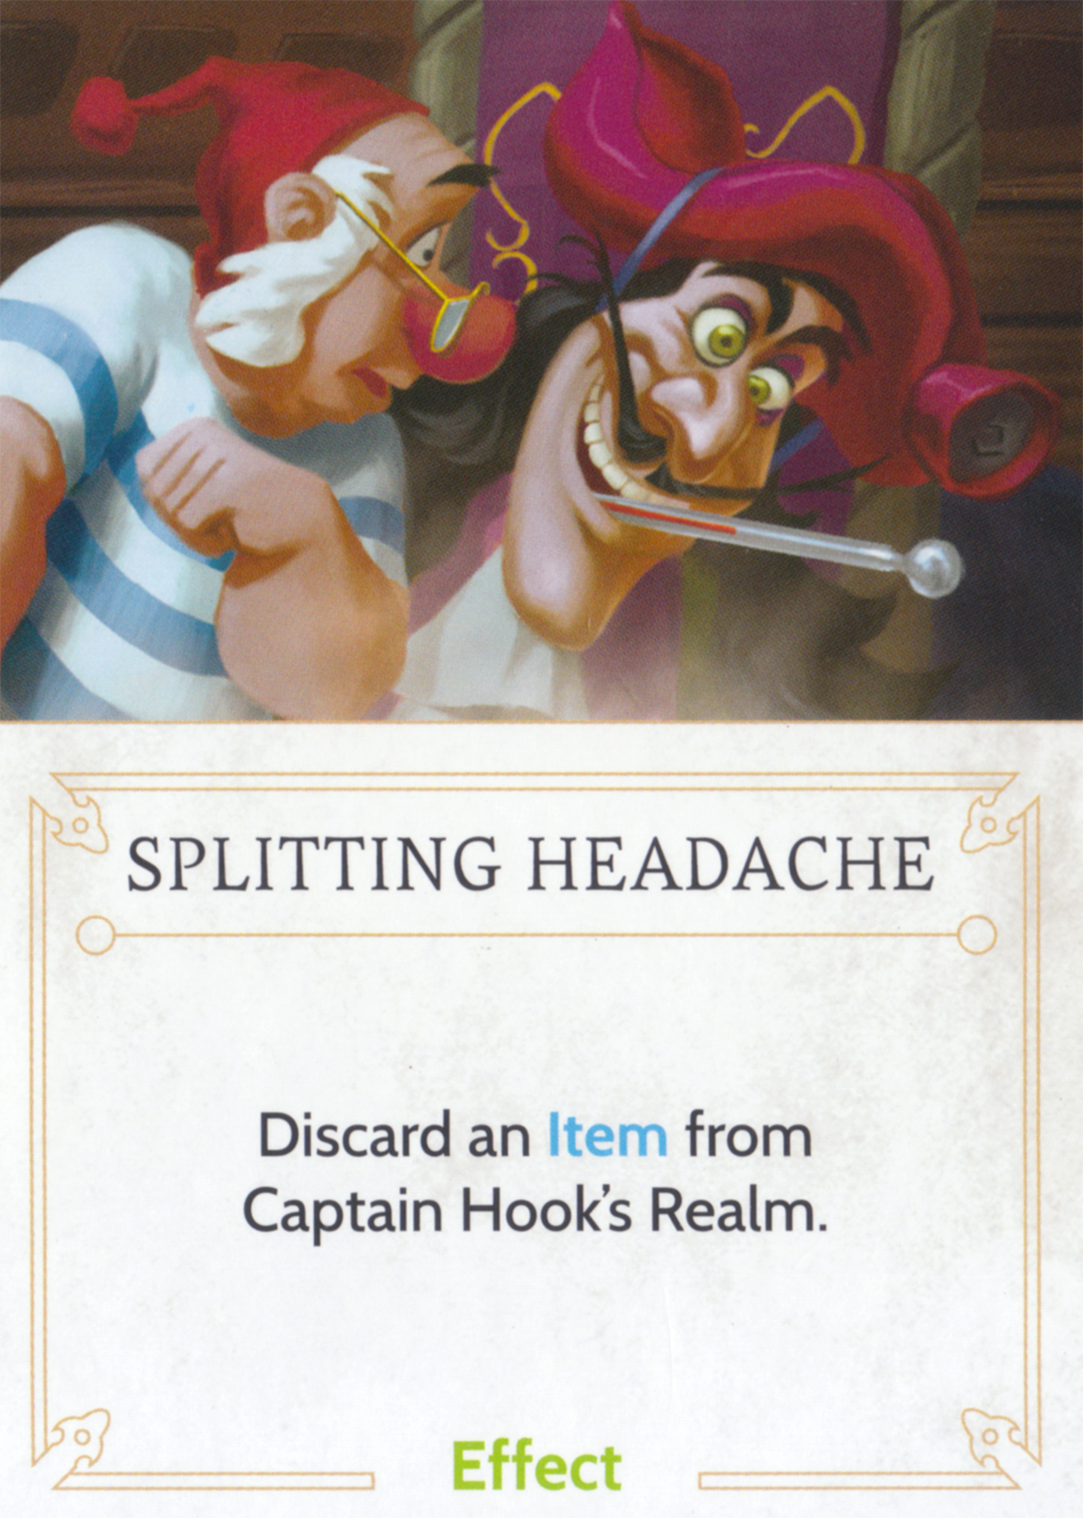 SPLITTING HEADACHE
Discard an Item from
Captain Hook's Realm.
Effect